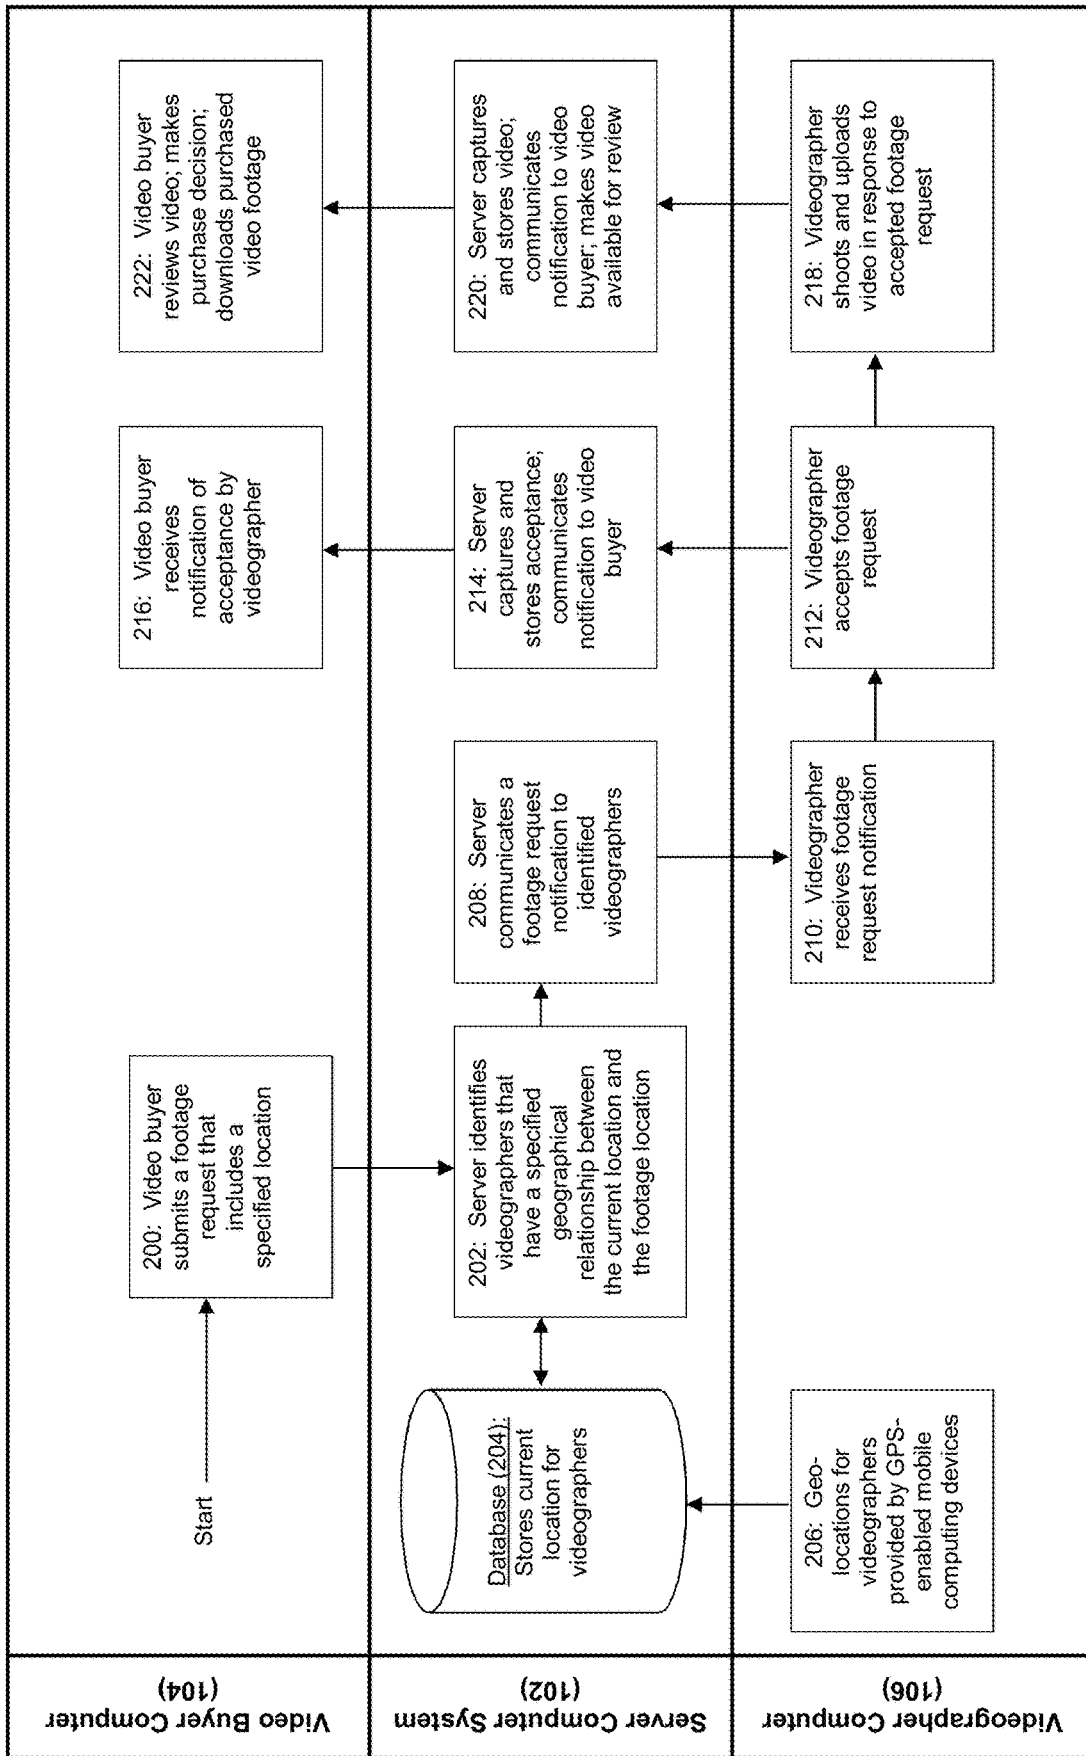 Video Buyer Computer
(104)
Start
200: Video buyer
submits a footage
request that
includes a
specified location
216: Video buyer
receives
notification of
acceptance by
videographer
222: Video buyer
reviews video; makes
purchase decision;
downloads purchased
video footage
Server Computer System
(102)
Database (204):
Stores current
location for
videographers
202: Server identifies
videographers that
have a specified
geographical
relationship between
the current location and
the footage location
208: Server
communicates a
footage request
notification to
identified
videographers
214: Server
captures and
stores acceptance;
communicates
notification to video
buyer
220: Server captures
and stores video;
communicates
notification to video
buyer; makes video
available for review
Videographer Computer
(106)
206: Geo-
locations for
videographers
provided by GPS-
enabled mobile
computing devices
210: Videographer
receives footage
request notification
212: Videographer
accepts footage
request
218: Videographer
shoots and uploads
video in response to
accepted footage
request